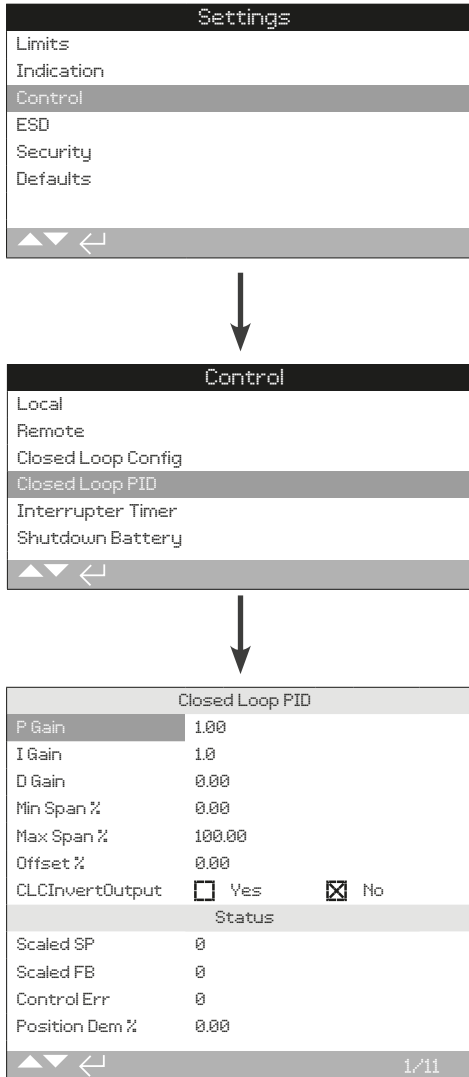 Settings
Limits
Indication
Control
ESD
Security
Defaults
Control
Local
Remote
Closed Loop Config
Closed Loop PID
Interrupter Timer
Shutdown Battery
Closed Loop PID
P Gain 1.00
I Gain 1.0
D Gain 0.00
Min Span % 0.00
Max Span % 100.00
Offset % 0.00
CLCInvertOutput Yes No
Status
Scaled SP 0
Scaled FB 0
Control Err 0
Position Dem % 0.00
1/11